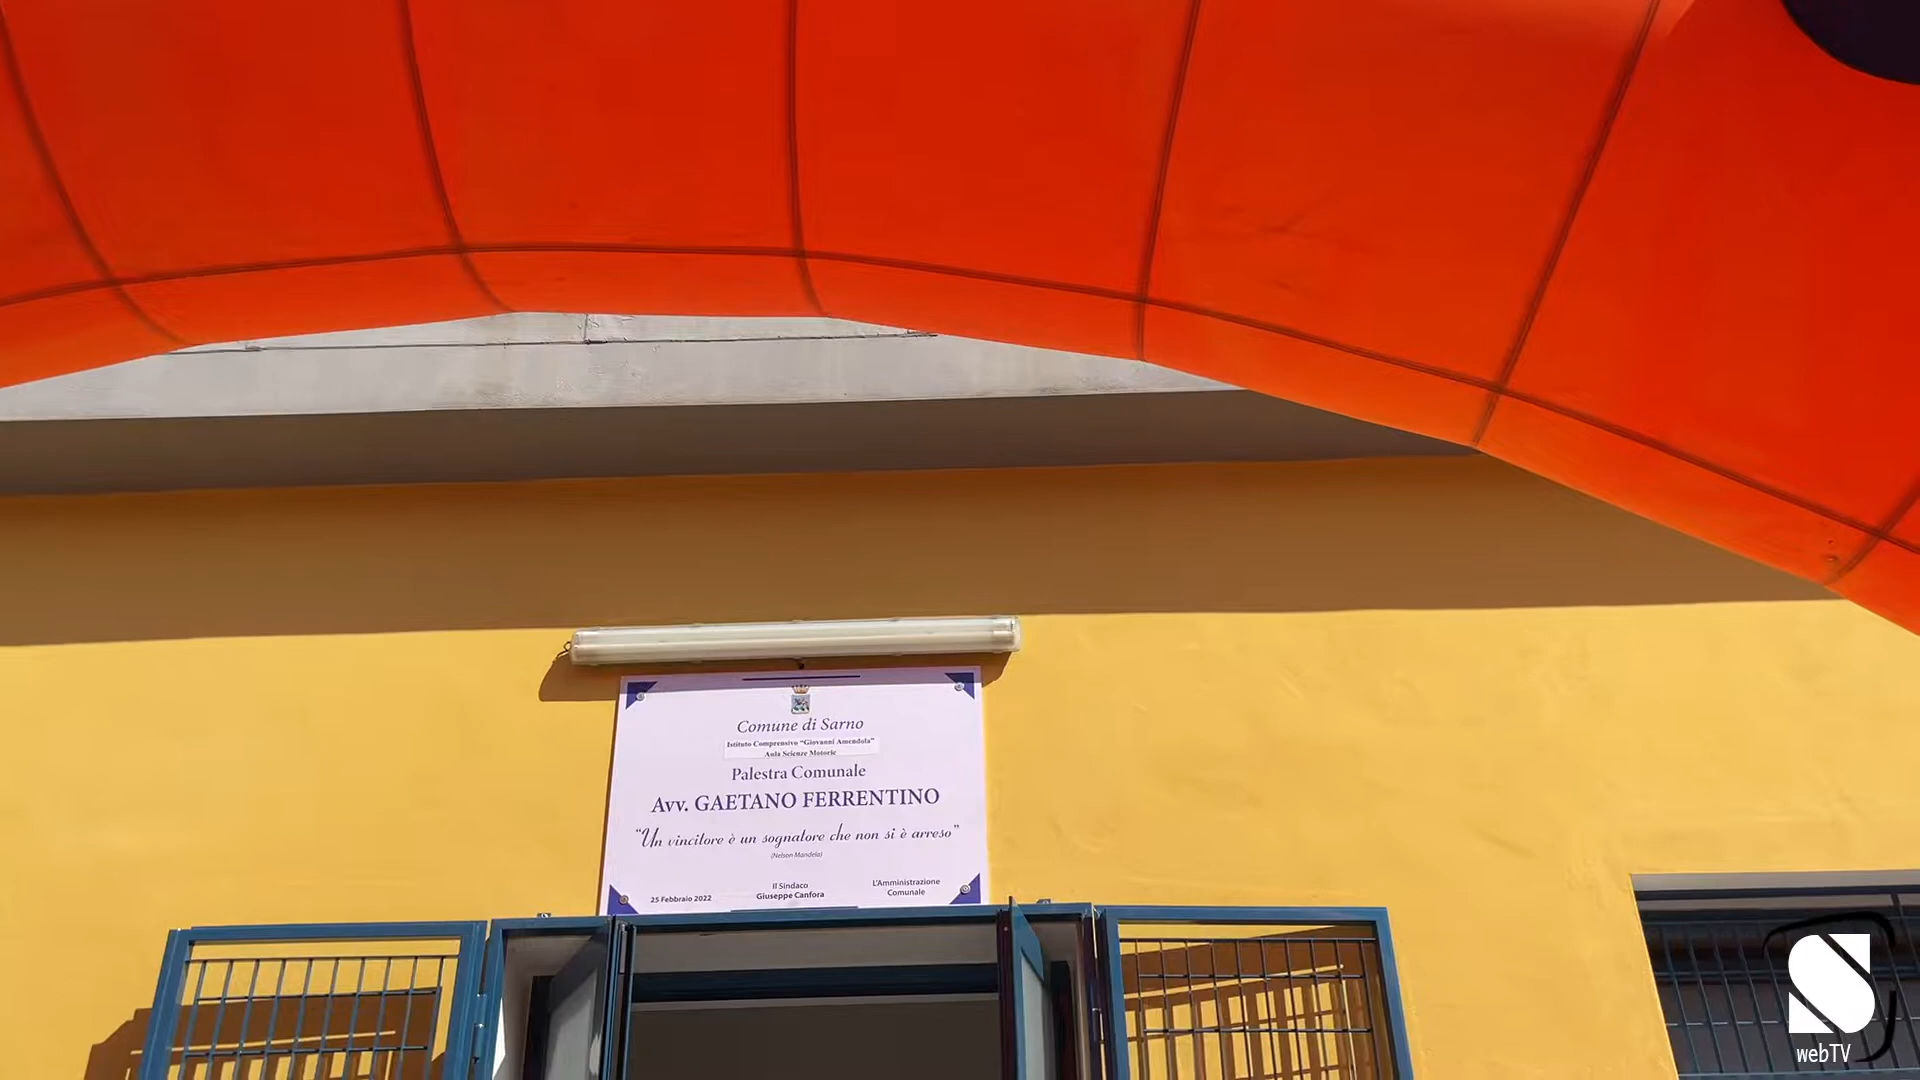 Comune di Sarno
Istituto Comprensivo "Giovanni Amendola"
Aula Scienze Motorie
Palestra Comunale
Avv. GAETANO FERRENTINO
"Un vincitore è un sognatore che non si è arreso"
(Nelson Mandela)
25 Febbraio 2022
Il Sindaco
Giuseppe Canfora
L'Amministrazione
Comunale
S
webTV